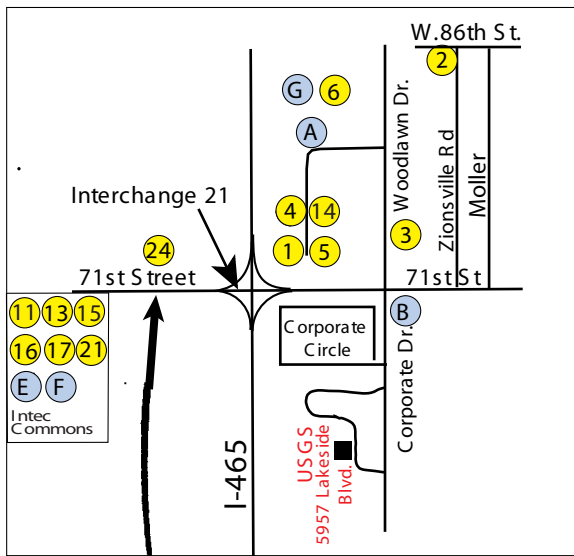 W.86th St.
2
G 6
A
Woodlawn Dr.
Zionsville Rd
Moller
Interchange 21
4 14
3
24
1 5
71st Street
71st St
11 13 15
B
Corporate
Circle
16 17 21
E F
Intec
Commons
Corporate Dr.
I-465
USGS
5957 Lakeside
Blvd.